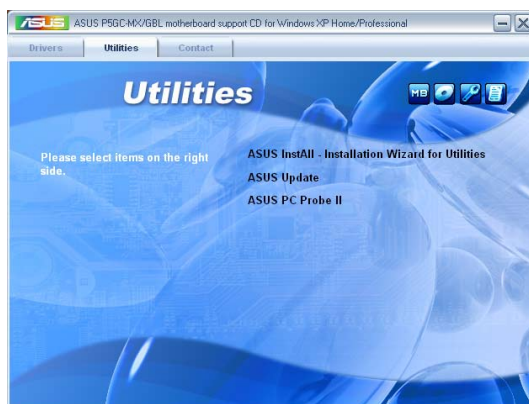 ASUS ASUS P5GC-MX/GBL motherboard support CD for Windows XP Home/Professional
Drivers Utilities Contact
Utilities
MB
Please select items on the right
side.
ASUS InstAll - Installation Wizard for Utilities
ASUS Update
ASUS PC Probe II